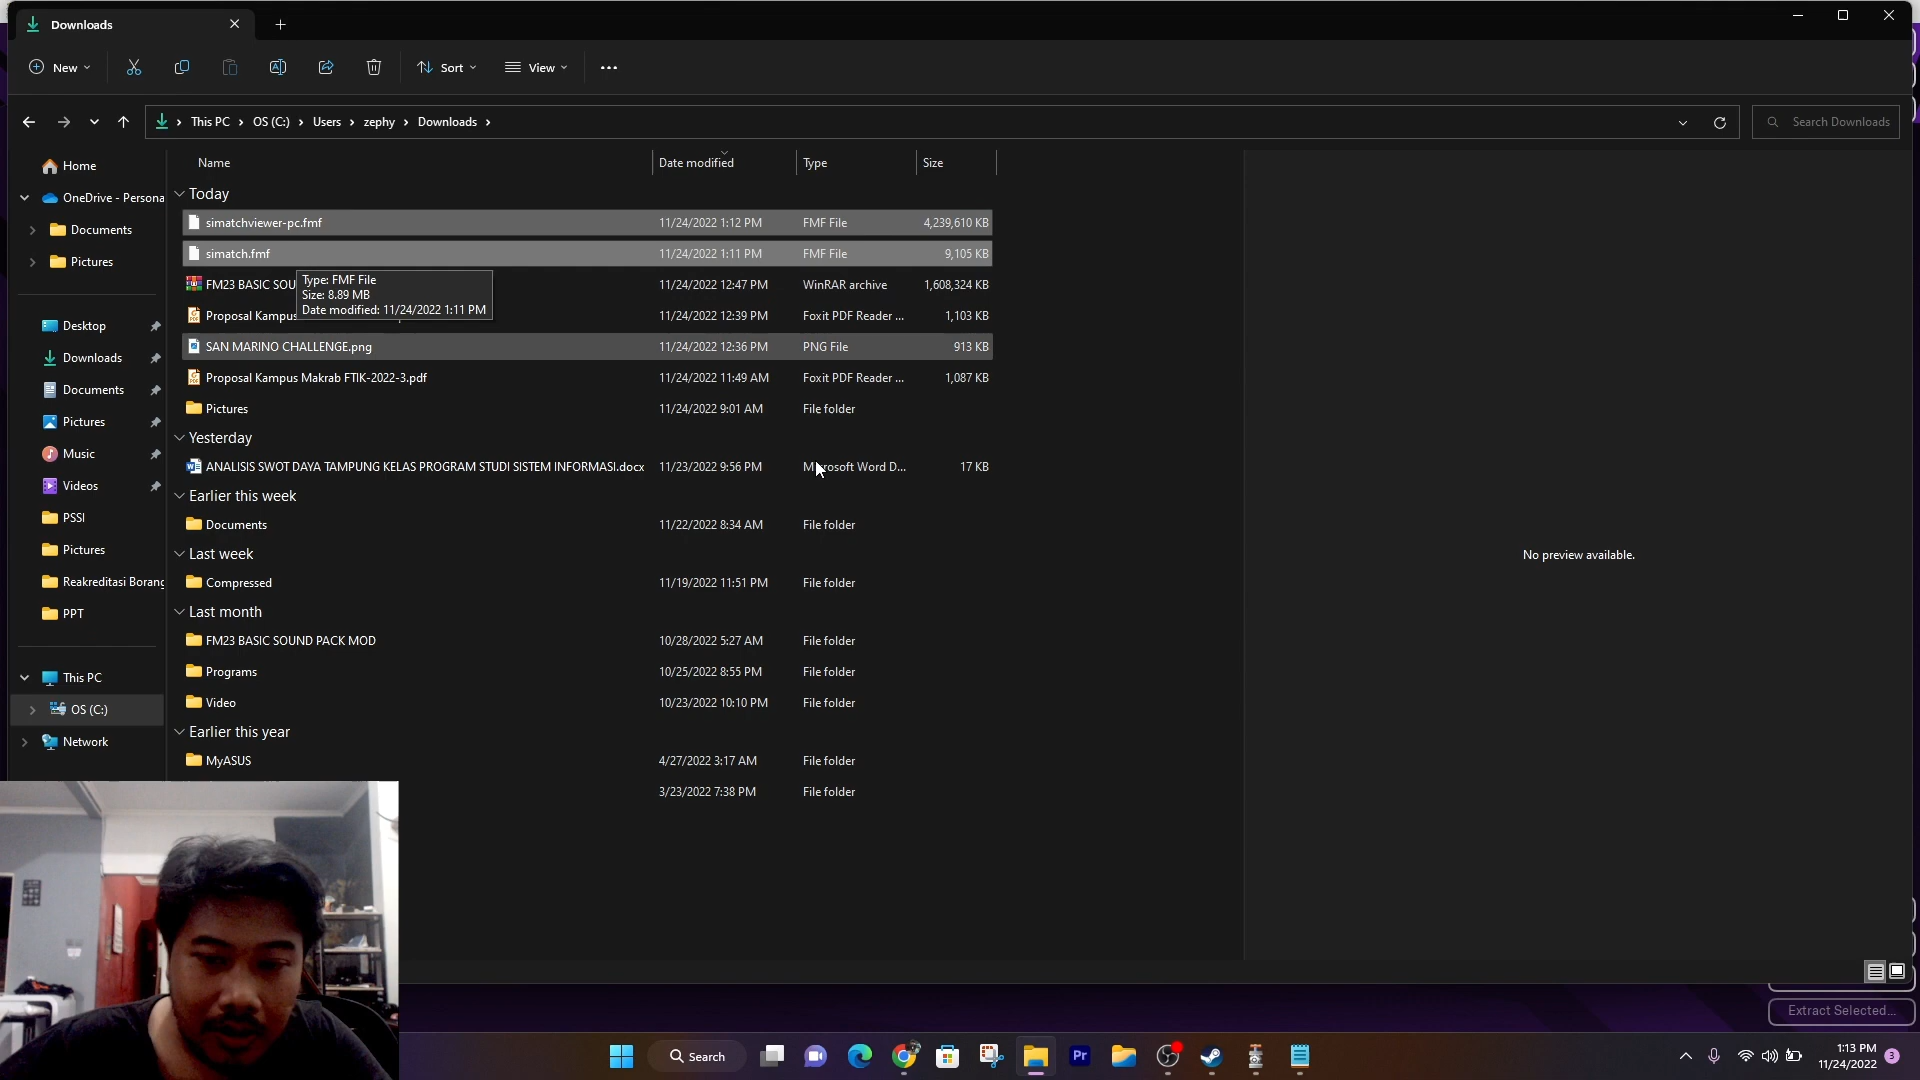 Downloads
New
Sort
View
This PC
OS (C:)
Users
zephy
Downloads
Search Downloads
Home
OneDrive - Persona
Documents
Pictures
Desktop
Downloads
Documents
Pictures
Music
Videos
PSSI
Pictures
Reakreditasi Borang
PPT
This PC
OS (C:)
Network
Name Date modified Type Size
Today
simatchviewer-pc.fmf 11/24/2022 1:12 PM FMF File 4,239,610 KB
simatch.fmf 11/24/2022 1:11 PM FMF File 9,105 KB
FM23 BASIC SOU 11/24/2022 12:47 PM WinRAR archive 1,608,324 KB
Type: FMF File
Size: 8.89 MB
Date modified: 11/24/2022 1:11 PM
Proposal Kampus 11/24/2022 12:39 PM Foxit PDF Reader ... 1,103 KB
SAN MARINO CHALLENGE.png 11/24/2022 12:36 PM PNG File 913 KB
Proposal Kampus Makrab FTIK-2022-3.pdf 11/24/2022 11:49 AM Foxit PDF Reader ... 1,087 KB
Pictures 11/24/2022 9:01 AM File folder
Yesterday
ANALISIS SWOT DAYA TAMPUNG KELAS PROGRAM STUDI SISTEM INFORMASI.docx 11/23/2022 9:56 PM Microsoft Word D... 17 KB
Earlier this week
Documents 11/22/2022 8:34 AM File folder
Last week
Compressed 11/19/2022 11:51 PM File folder
Last month
FM23 BASIC SOUND PACK MOD 10/28/2022 5:27 AM File folder
Programs 10/25/2022 8:55 PM File folder
Video 10/23/2022 10:10 PM File folder
Earlier this year
MyASUS 4/27/2022 3:17 AM File folder
3/23/2022 7:38 PM File folder
No preview available.
Extract Selected...
Search
Pr
1:13 PM
11/24/2022
3